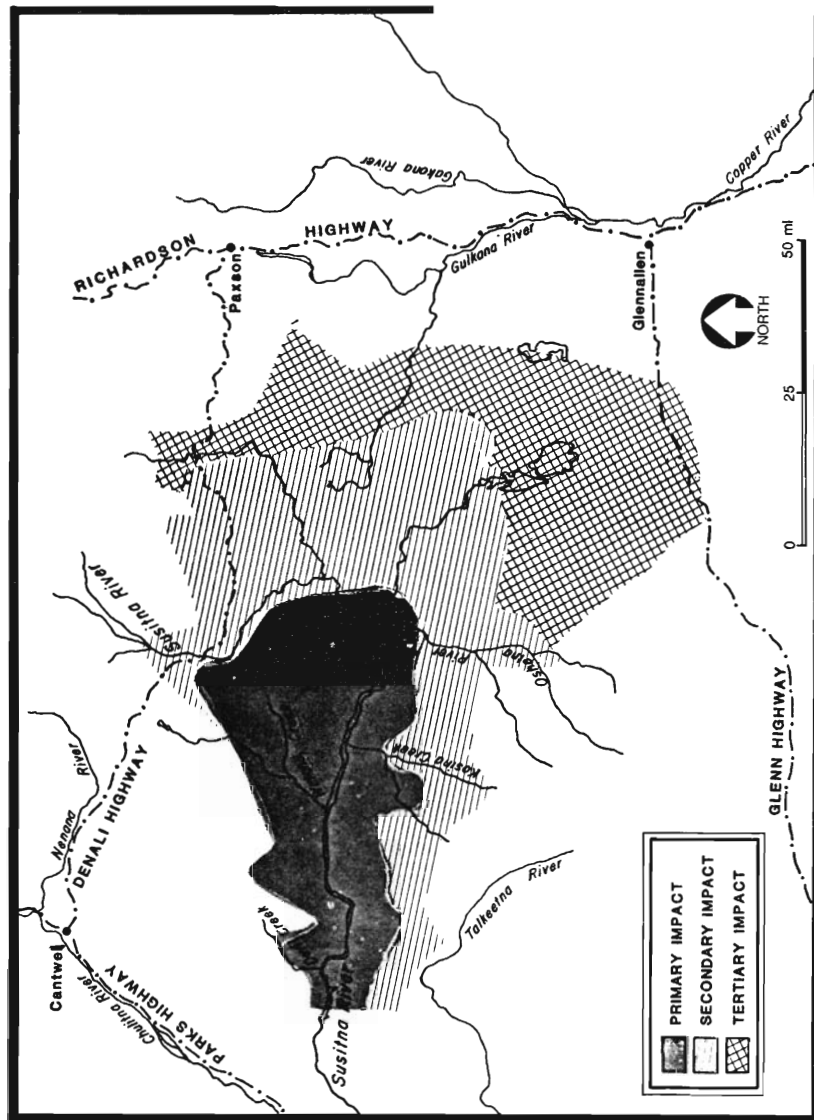 RICHARDSON
HIGHWAY
Paxson
Gakona River
Gulkana River
Copper River
Glennallen
NORTH
0 25 50 mi
Susitna River
DENALI HIGHWAY
Nenana River
Cantwell
Chulitna River
PARKS HIGHWAY
Oshetna River
Kosina Creek
Creek
Susitna River
Talkeetna River
GLENN HIGHWAY
PRIMARY IMPACT
SECONDARY IMPACT
TERTIARY IMPACT